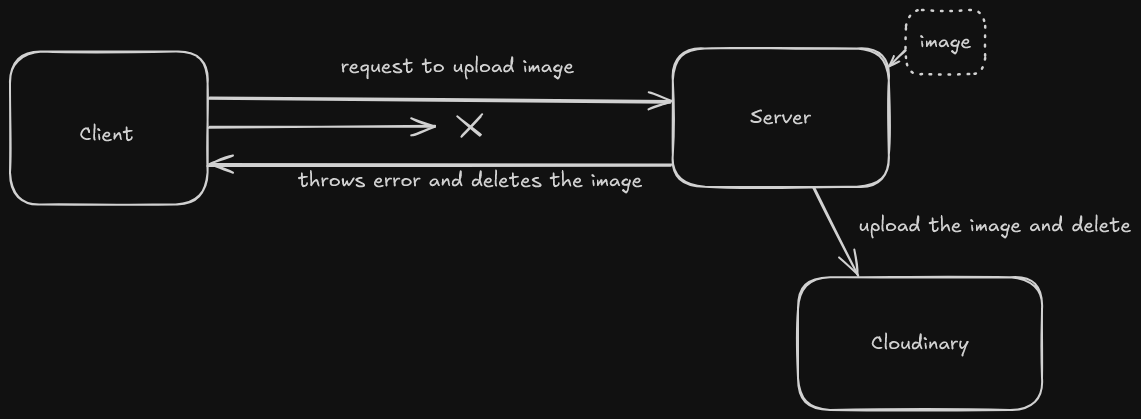 image
request to upload image
Client
Server
throws error and deletes the image
upload the image and delete
Cloudinary